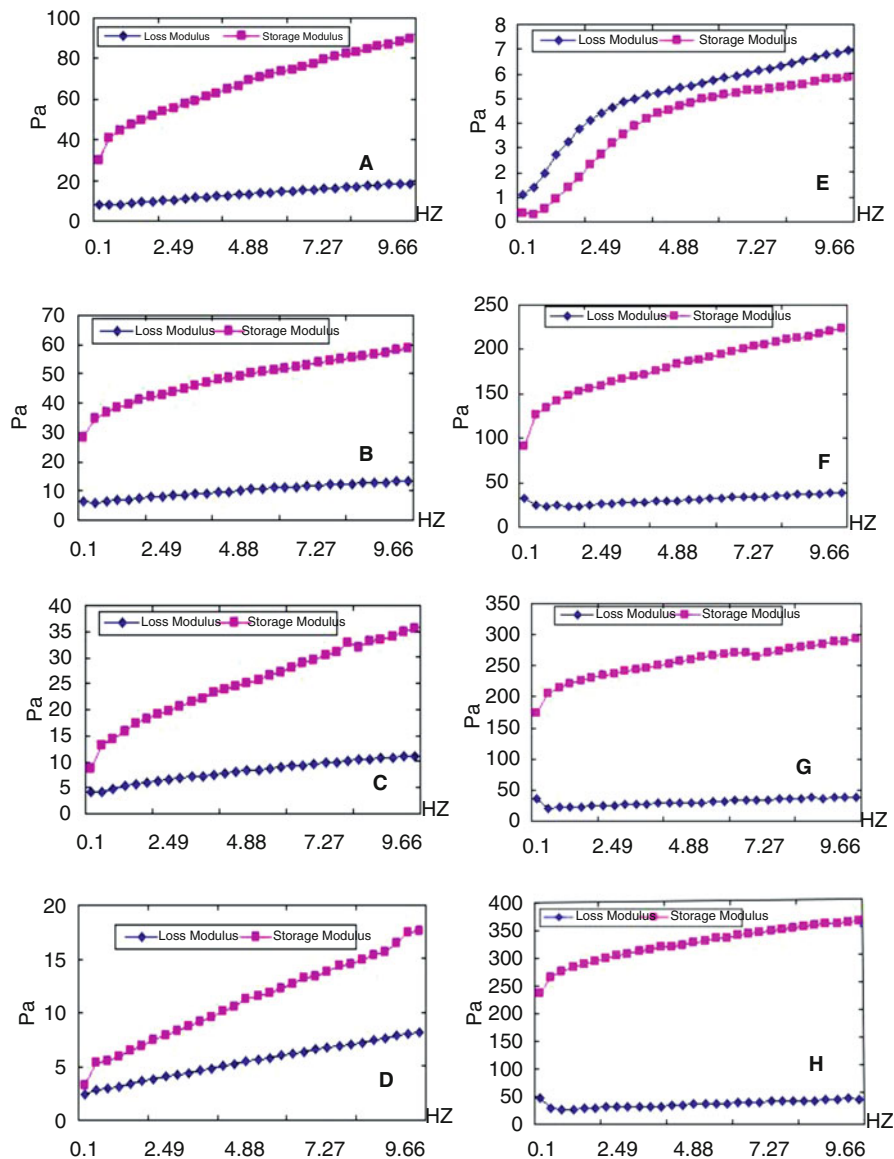 Pa
Loss Modulus Storage Modulus
100
80
60
40
20
0
Pa
A
HZ
0.1 2.49 4.88 7.27 9.66
Loss Modulus Storage Modulus
8
7
6
5
4
3
2
1
0
Pa
E
HZ
0.1 2.49 4.88 7.27 9.66
Loss Modulus Storage Modulus
70
60
50
40
30
20
10
0
Pa
B
HZ
0.1 2.49 4.88 7.27 9.66
Loss Modulus Storage Modulus
250
200
150
100
50
0
Pa
F
HZ
0.1 2.49 4.88 7.27 9.66
Loss Modulus Storage Modulus
40
35
30
25
20
15
10
5
0
Pa
C
HZ
0.1 2.49 4.88 7.27 9.66
Loss Modulus Storage Modulus
350
300
250
200
150
100
50
0
Pa
G
HZ
0.1 2.49 4.88 7.27 9.66
Loss Modulus Storage Modulus
20
15
10
5
0
Pa
D
HZ
0.1 2.49 4.88 7.27 9.66
Loss Modulus Storage Modulus
400
350
300
250
200
150
100
50
0
Pa
H
HZ
0.1 2.49 4.88 7.27 9.66